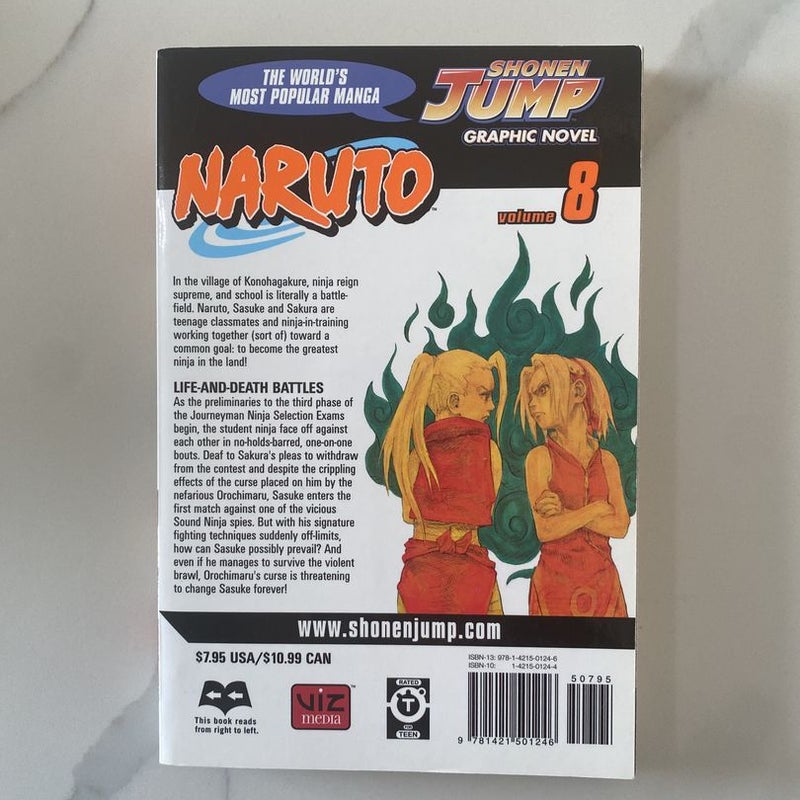 THE WORLD'S
MOST POPULAR MANGA
SHONEN
JUMP
GRAPHIC NOVEL
NARUTO™
volume 8
In the village of Konohagakure, ninja reign
supreme, and school is literally a battle-
field. Naruto, Sasuke and Sakura are
teenage classmates and ninja-in-training
working together (sort of) toward a
common goal: to become the greatest
ninja in the land!
LIFE-AND-DEATH BATTLES
As the preliminaries to the third phase of
the Journeyman Ninja Selection Exams
begin, the student ninja face off against
each other in no-holds-barred, one-on-one
bouts. Deaf to Sakura's pleas to withdraw
from the contest and despite the crippling
effects of the curse placed on him by the
nefarious Orochimaru, Sasuke enters the
first match against one of the vicious
Sound Ninja spies. But with his signature
fighting techniques suddenly off-limits,
how can Sasuke possibly prevail? And
even if he manages to survive the violent
brawl, Orochimaru's curse is threatening
to change Sasuke forever!
www.shonenjump.com
$7.95 USA/$10.99 CAN
This book reads
from right to left.
VIZ™
MEDIA
RATED
T
FOR
TEEN
ISBN-13: 978-1-4215-0124-6
ISBN-10: 1-4215-0124-4
50795
9 781421 501246